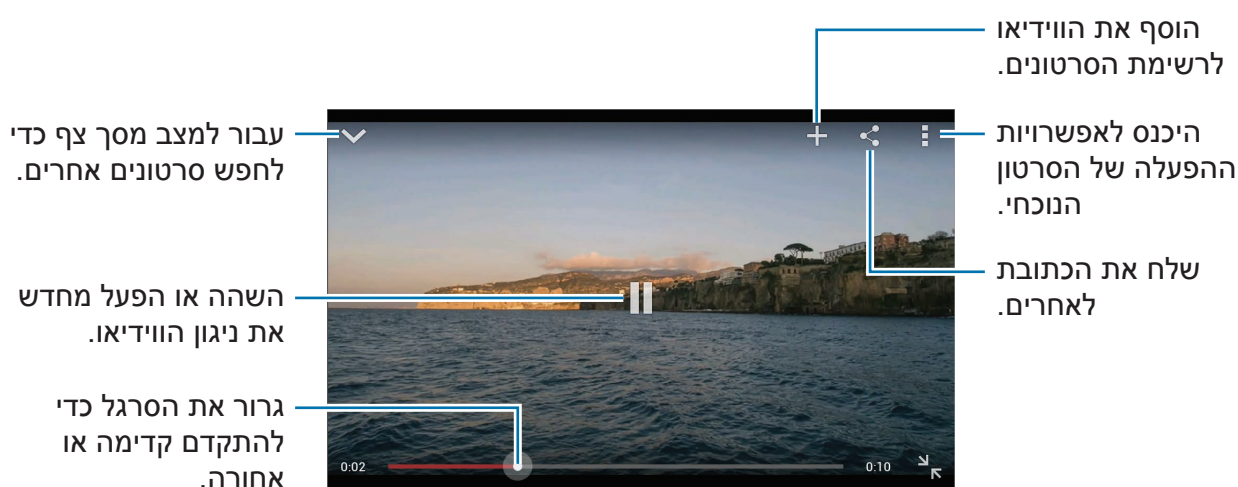 הוסף את הווידיאו
לרשימת הסרטונים.
היכנס לאפשרויות
ההפעלה של הסרטון
הנוכחי.
שלח את הכתובת
לאחרים.
עבור למצב מסך צף כדי
לחפש סרטונים אחרים.
השהה או הפעל מחדש
את ניגון הווידיאו.
גרור את הסרגל כדי
להתקדם קדימה או
אחורה.
0:02
0:10